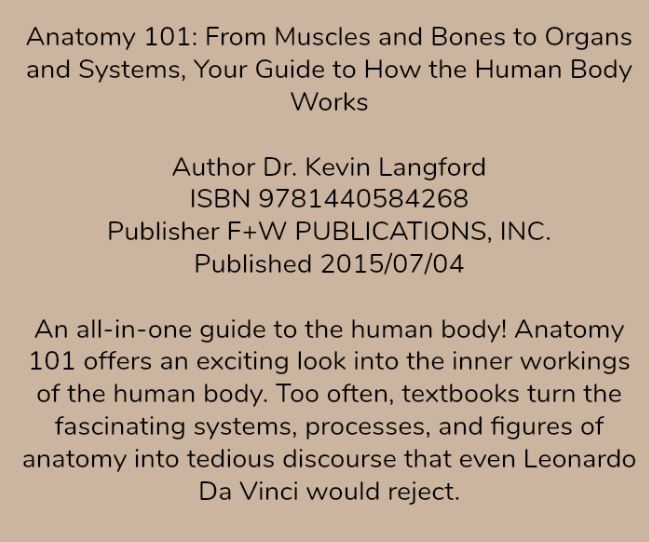 Anatomy 101: From Muscles and Bones to Organs
and Systems, Your Guide to How the Human Body
Works
Author Dr. Kevin Langford
ISBN 9781440584268
Publisher F+W PUBLICATIONS, INC.
Published 2015/07/04
An all-in-one guide to the human body! Anatomy
101 offers an exciting look into the inner workings
of the human body. Too often, textbooks turn the
fascinating systems, processes, and figures of
anatomy into tedious discourse that even Leonardo
Da Vinci would reject.